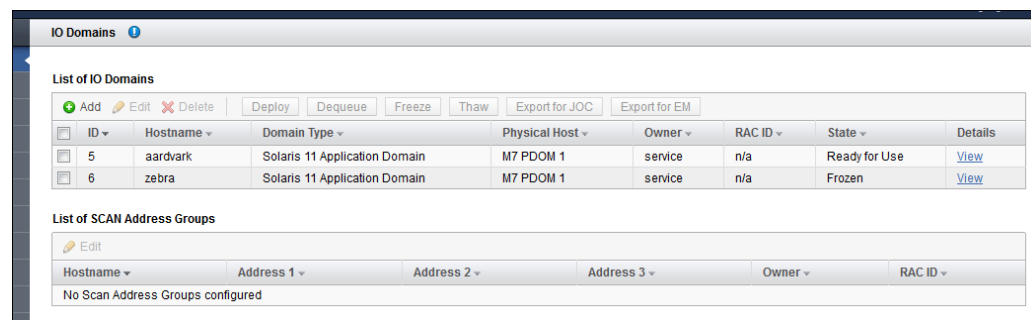 IO Domains
List of IO Domains
Add Edit Delete Deploy Dequeue Freeze Thaw Export for JOC Export for EM
ID Hostname Domain Type Physical Host Owner RAC ID State Details
5 aardvark Solaris 11 Application Domain M7 PDOM 1 service n/a Ready for Use View
6 zebra Solaris 11 Application Domain M7 PDOM 1 service n/a Frozen View
List of SCAN Address Groups
Edit
Hostname Address 1 Address 2 Address 3 Owner RAC ID
No Scan Address Groups configured